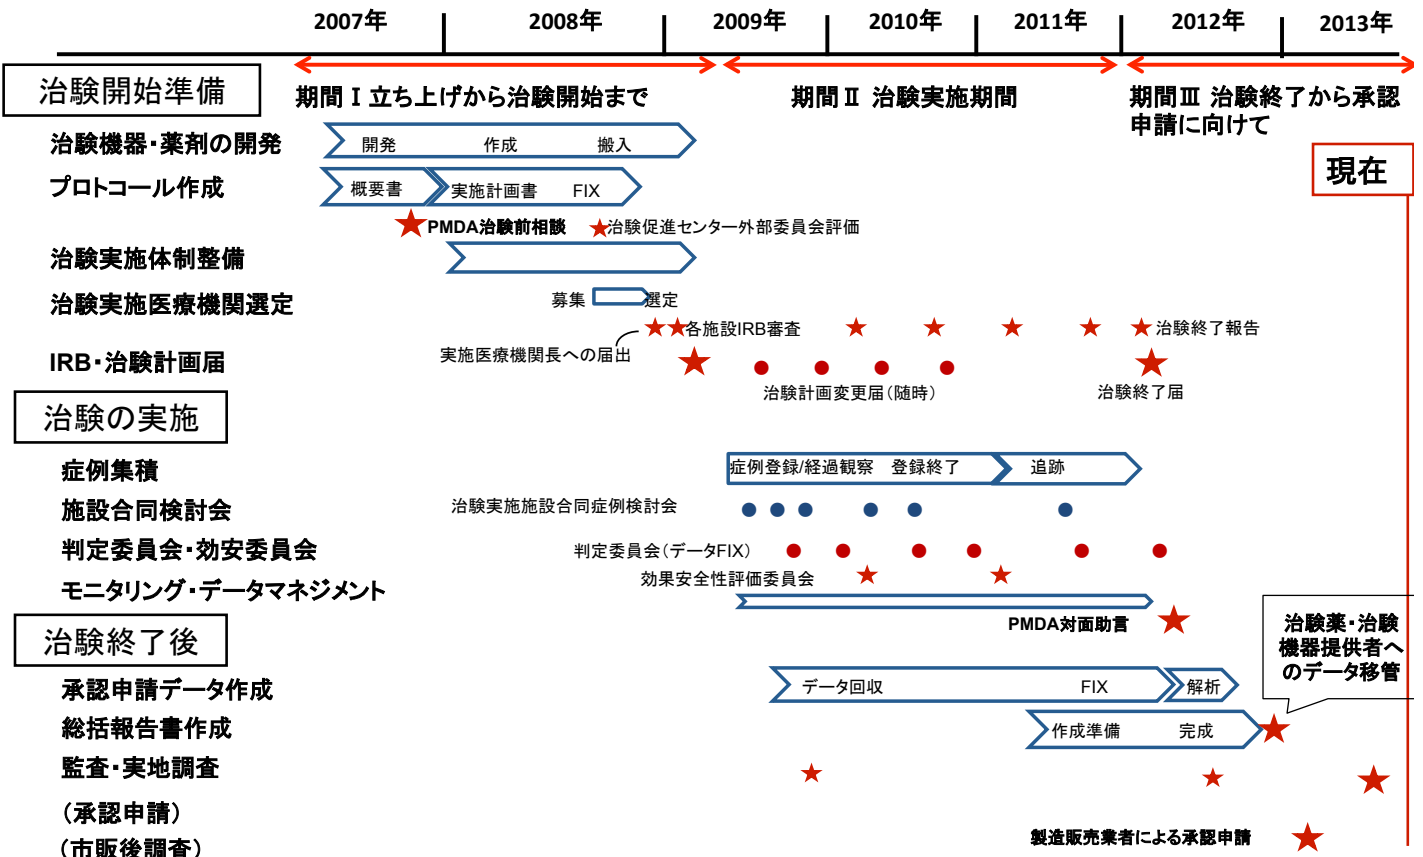 2007年 2008年 2009年 2010年 2011年 2012年 2013年
治験開始準備
期間Ⅰ立ち上げから治験開始まで
期間Ⅱ 治験実施期間
期間Ⅲ 治験終了から承認
申請に向けて
現在
治験機器・薬剤の開発
開発 作成 搬入
プロトコール作成
概要書 実施計画書 FIX
PMDA治験前相談
治験促進センター外部委員会評価
治験実施体制整備
治験実施医療機関選定
募集 選定
各施設IRB審査
治験終了報告
実施医療機関長への届出
IRB・治験計画届
治験計画変更届(随時)
治験終了届
治験の実施
症例集積
症例登録/経過観察 登録終了 追跡
施設合同検討会
治験実施施設合同症例検討会
判定委員会・効安委員会
判定委員会(データFIX)
効果安全性評価委員会
モニタリング・データマネジメント
PMDA対面助言
治験終了後
治験薬・治験
機器提供者へ
のデータ移管
承認申請データ作成
データ回収 FIX 解析
総括報告書作成
作成準備 完成
監査・実地調査
(承認申請)
製造販売業者による承認申請
(市販後調査)